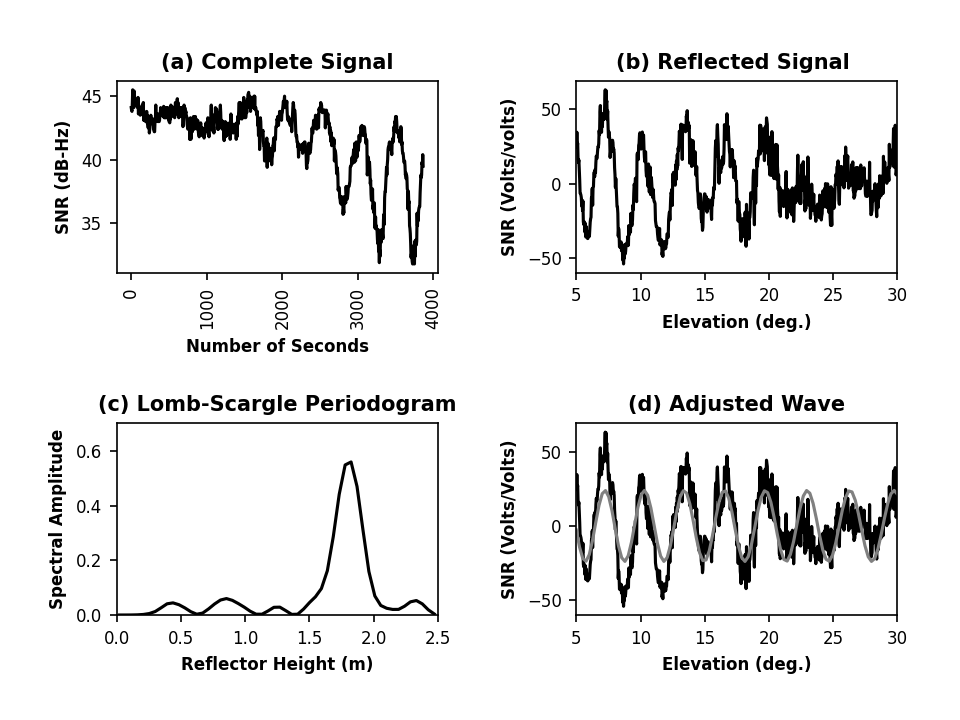 (a) Complete Signal
SNR (dB-Hz)
45
40
35
0
1000
2000
3000
4000
Number of Seconds
(b) Reflected Signal
SNR (Volts/volts)
50
0
−50
5 10 15 20 25 30
Elevation (deg.)
(c) Lomb-Scargle Periodogram
Spectral Amplitude
0.6
0.4
0.2
0.0
0.0 0.5 1.0 1.5 2.0 2.5
Reflector Height (m)
(d) Adjusted Wave
SNR (Volts/Volts)
50
0
−50
5 10 15 20 25 30
Elevation (deg.)